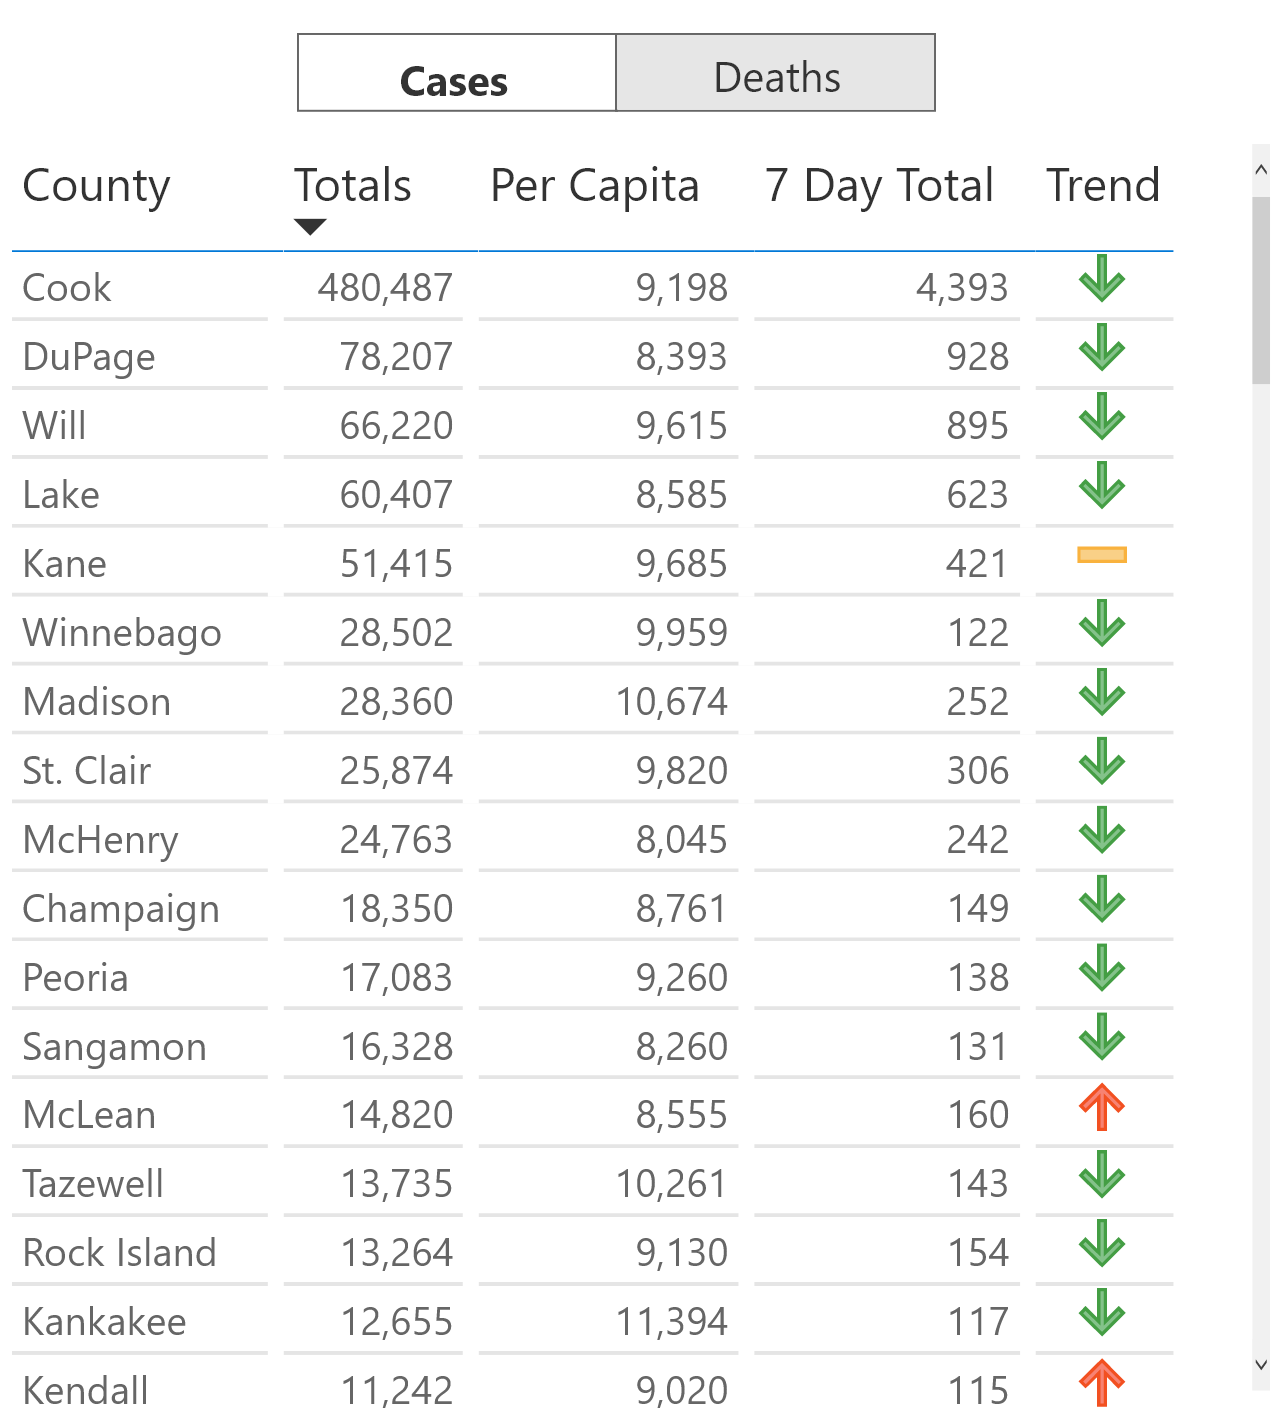 Cases Deaths
County Totals Per Capita 7 Day Total Trend
Cook 480,487 9,198 4,393
DuPage 78,207 8,393 928
Will 66,220 9,615 895
Lake 60,407 8,585 623
Kane 51,415 9,685 421
Winnebago 28,502 9,959 122
Madison 28,360 10,674 252
St. Clair 25,874 9,820 306
McHenry 24,763 8,045 242
Champaign 18,350 8,761 149
Peoria 17,083 9,260 138
Sangamon 16,328 8,260 131
McLean 14,820 8,555 160
Tazewell 13,735 10,261 143
Rock Island 13,264 9,130 154
Kankakee 12,655 11,394 117
Kendall 11,242 9,020 115